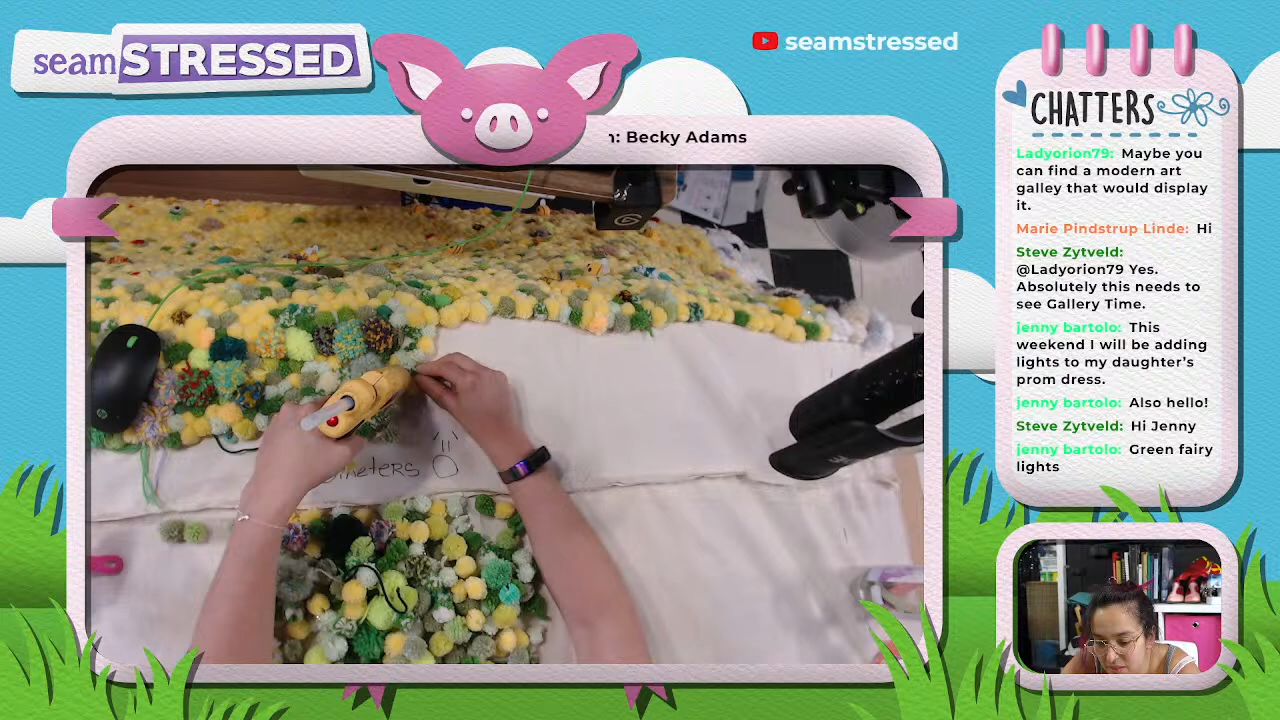 seamSTRESSED
seamstressed
: Becky Adams
CHATTERS
Ladyorion79: Maybe you
can find a modern art
galley that would display
it.
Marie Pindstrup Linde: Hi
Steve Zytveld:
@Ladyorion79 Yes.
Absolutely this needs to
see Gallery Time.
jenny bartolo: This
weekend I will be adding
lights to my daughter's
prom dress.
jenny bartolo: Also hello!
Steve Zytveld: Hi Jenny
jenny bartolo: Green fairy
lights